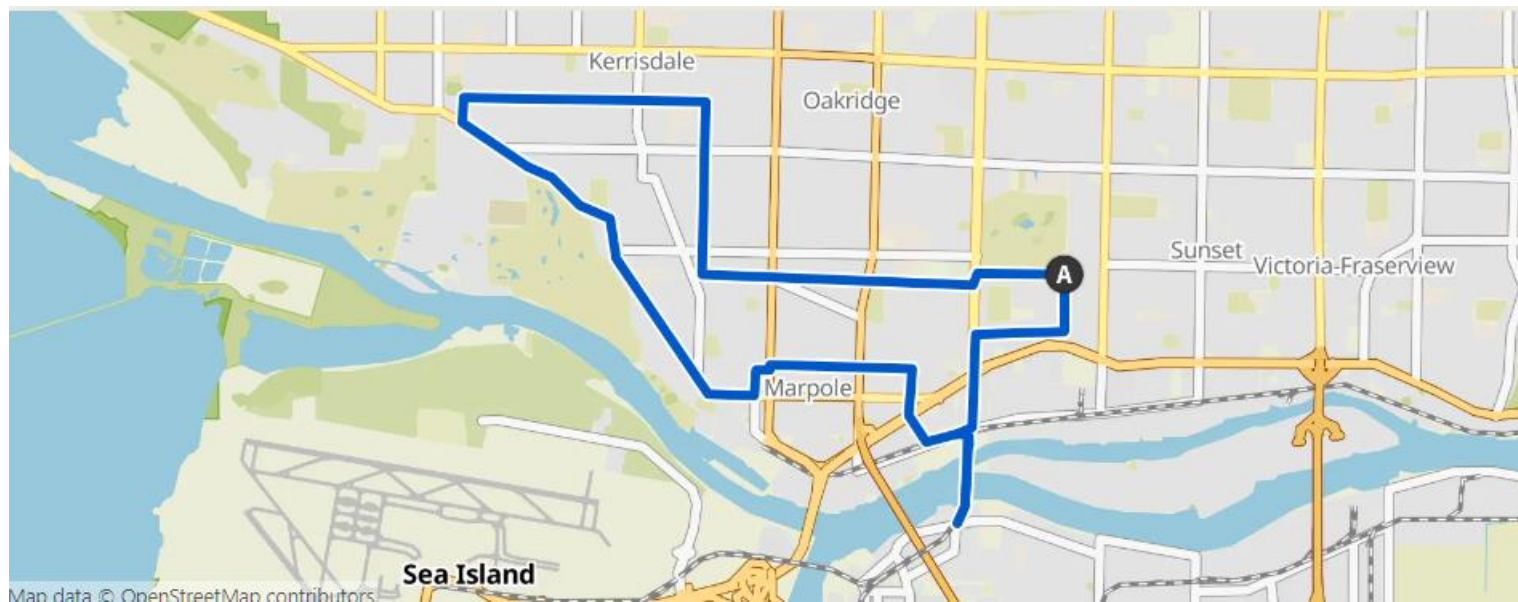 Kerrisdale
Oakridge
Sunset
Victoria-Fraserview
A
Marpole
Sea Island
Map data © OpenStreetMap contributors.